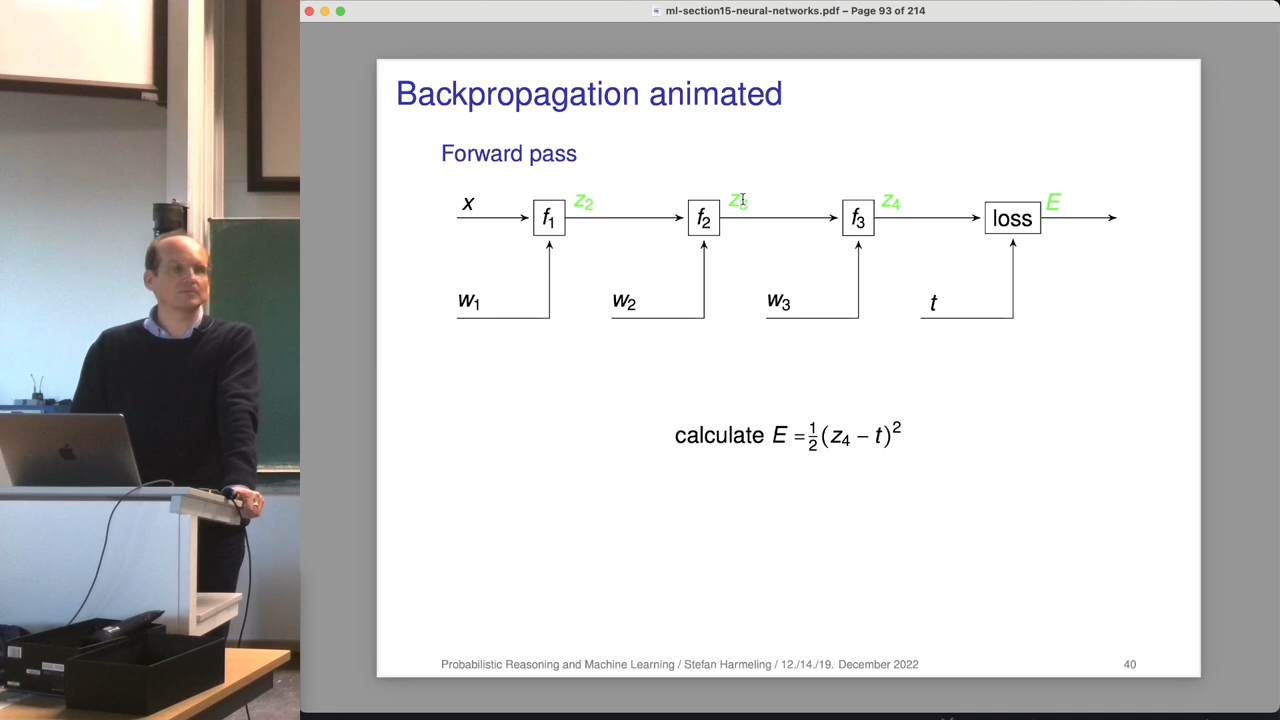 ml-section15-neural-networks.pdf – Page 93 of 214
Backpropagation animated
Forward pass
x f₁ z₂ f₂ z₃ f₃ z₄ loss E
w₁ w₂ w₃ t
calculate E =½(z₄ − t)²
Probabilistic Reasoning and Machine Learning / Stefan Harmeling / 12./14./19. December 2022 40